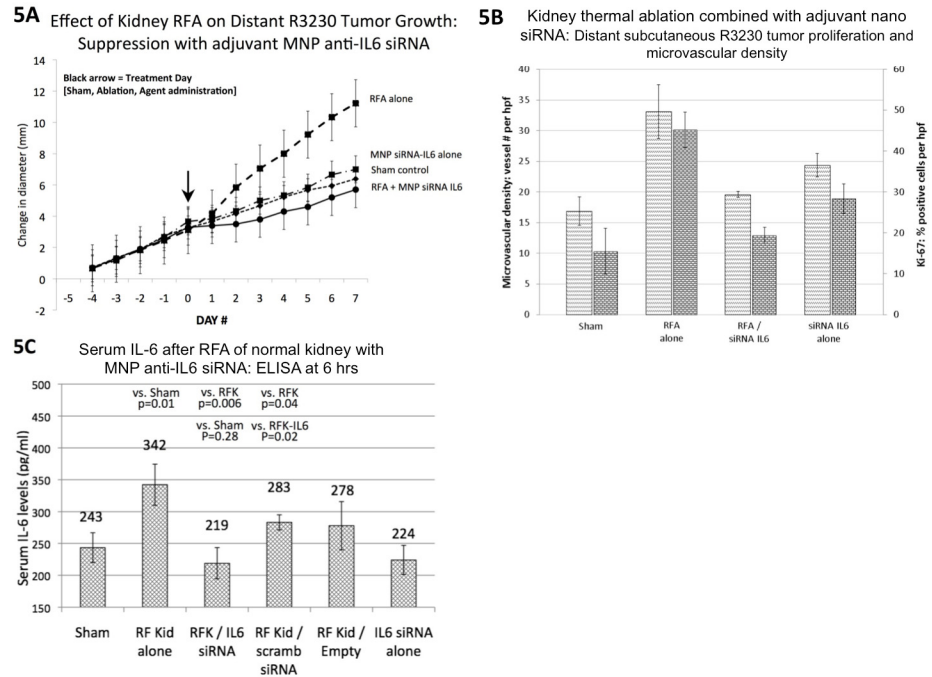 5A
Effect of Kidney RFA on Distant R3230 Tumor Growth:
Suppression with adjuvant MNP anti-IL6 siRNA
Black arrow = Treatment Day
[Sham, Ablation, Agent administration]
Change in diameter (mm)
14
12
10
8
6
4
2
0
-2
RFA alone
MNP siRNA-IL6 alone
Sham control
RFA + MNP siRNA IL6
-5 -4 -3 -2 -1 0 1 2 3 4 5 6 7
DAY #
5B
Kidney thermal ablation combined with adjuvant nano
siRNA: Distant subcutaneous R3230 tumor proliferation and
microvascular density
Microvascular density: vessel # per hpf
40
35
30
25
20
15
10
5
0
60
50
40
30
20
10
0
Ki-67: % positive cells per hpf
Sham
RFA
alone
RFA /
siRNA IL6
siRNA IL6
alone
5C
Serum IL-6 after RFA of normal kidney with
MNP anti-IL6 siRNA: ELISA at 6 hrs
Serum IL-6 levels (pg/ml)
500
450
400
350
300
250
200
150
vs. Sham
p=0.01
vs. RFK
p=0.006
vs. RFK
p=0.04
vs. Sham
P=0.28
vs. RFK-IL6
P=0.02
243
342
219
283
278
224
Sham
RF Kid
alone
RFK / IL6
siRNA
RF Kid /
scramb
siRNA
RF Kid /
Empty
IL6 siRNA
alone